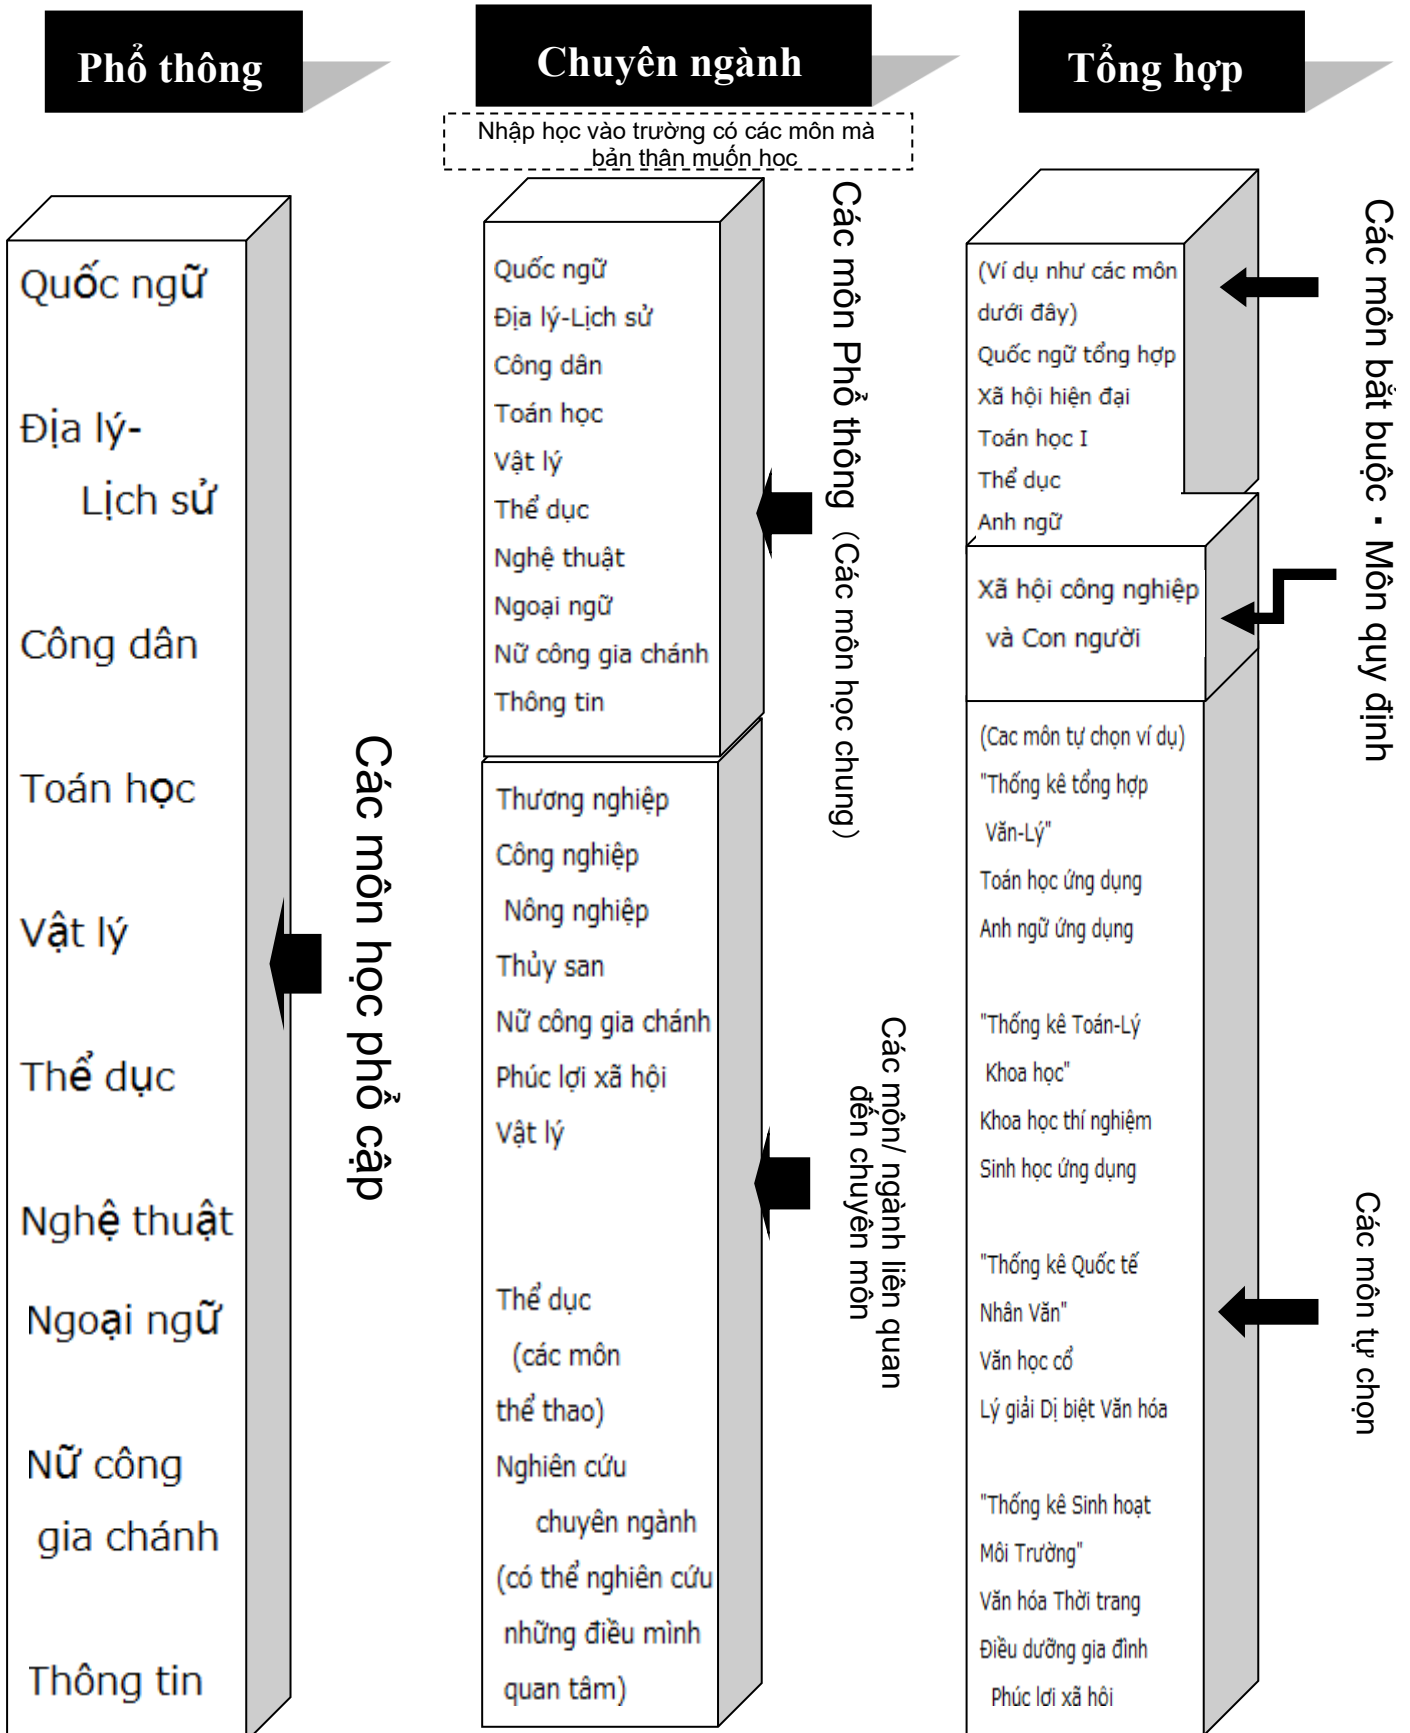 Phổ thông
Chuyên ngành
Tổng hợp
Nhập học vào trường có các môn mà
bản thân muốn học
Quốc ngữ
Địa lý-
Lịch sử
Công dân
Toán học
Vật lý
Thể dục
Nghệ thuật
Ngoại ngữ
Nữ công
gia chánh
Thông tin
Các môn học phổ cập
Quốc ngữ
Địa lý-Lịch sử
Công dân
Toán học
Vật lý
Thể dục
Nghệ thuật
Ngoại ngữ
Nữ công gia chánh
Thông tin
Các môn Phổ thông (Các môn học chung)
Thương nghiệp
Công nghiệp
Nông nghiệp
Thủy san
Nữ công gia chánh
Phúc lợi xã hội
Vật lý
Thể dục
(các môn
thể thao)
Nghiên cứu
chuyên ngành
(có thể nghiên cứu
những điều mình
quan tâm)
Các môn/ ngành liên quan
đến chuyên môn
(Ví dụ như các môn
dưới đây)
Quốc ngữ tổng hợp
Xã hội hiện đại
Toán học I
Thể dục
Anh ngữ
Xã hội công nghiệp
và Con người
Các môn bắt buộc・Môn quy định
(Cac môn tự chọn ví dụ)
"Thống kê tổng hợp
Văn-Lý"
Toán học ứng dụng
Anh ngữ ứng dụng
"Thống kê Toán-Lý
Khoa học"
Khoa học thí nghiệm
Sinh học ứng dụng
"Thống kê Quốc tế
Nhân Văn"
Văn học cổ
Lý giải Dị biệt Văn hóa
"Thống kê Sinh hoạt
Môi Trường"
Văn hóa Thời trang
Điều dưỡng gia đình
Phúc lơi xã hôi
Các môn tự chọn